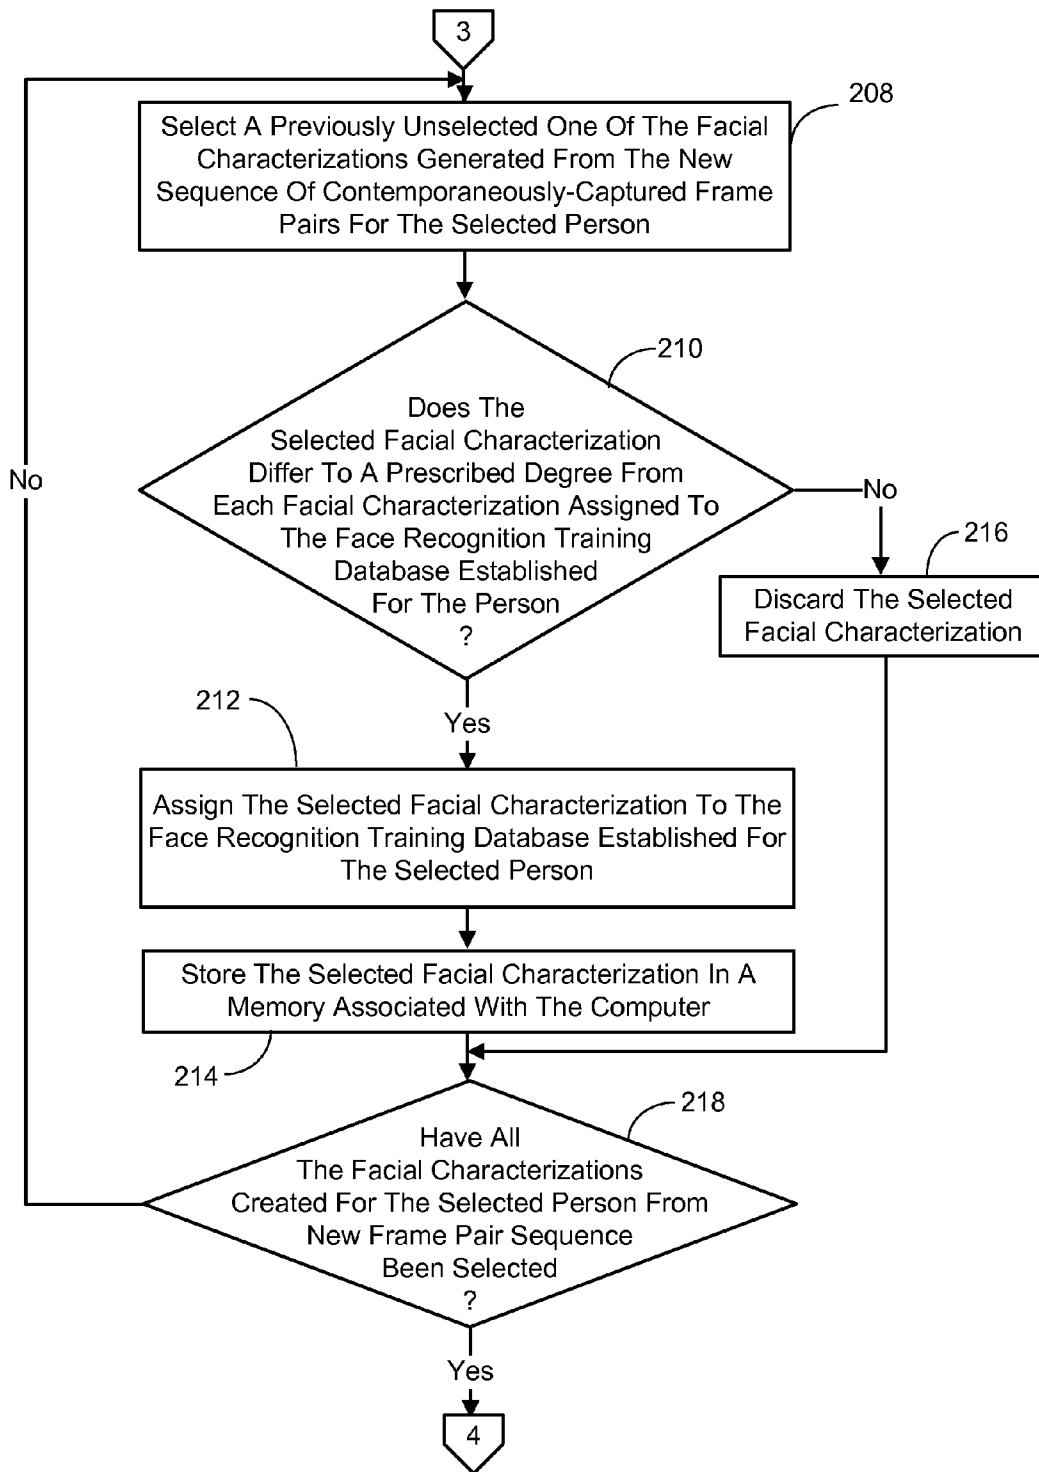 3
208
Select A Previously Unselected One Of The Facial
Characterizations Generated From The New
Sequence Of Contemporaneously-Captured Frame
Pairs For The Selected Person
210
Does The
Selected Facial Characterization
Differ To A Prescribed Degree From
Each Facial Characterization Assigned To
The Face Recognition Training
Database Established
For The Person
?
No
No
216
Discard The Selected
Facial Characterization
212
Yes
Assign The Selected Facial Characterization To The
Face Recognition Training Database Established For
The Selected Person
Store The Selected Facial Characterization In A
Memory Associated With The Computer
214
218
Have All
The Facial Characterizations
Created For The Selected Person From
New Frame Pair Sequence
Been Selected
?
Yes
4